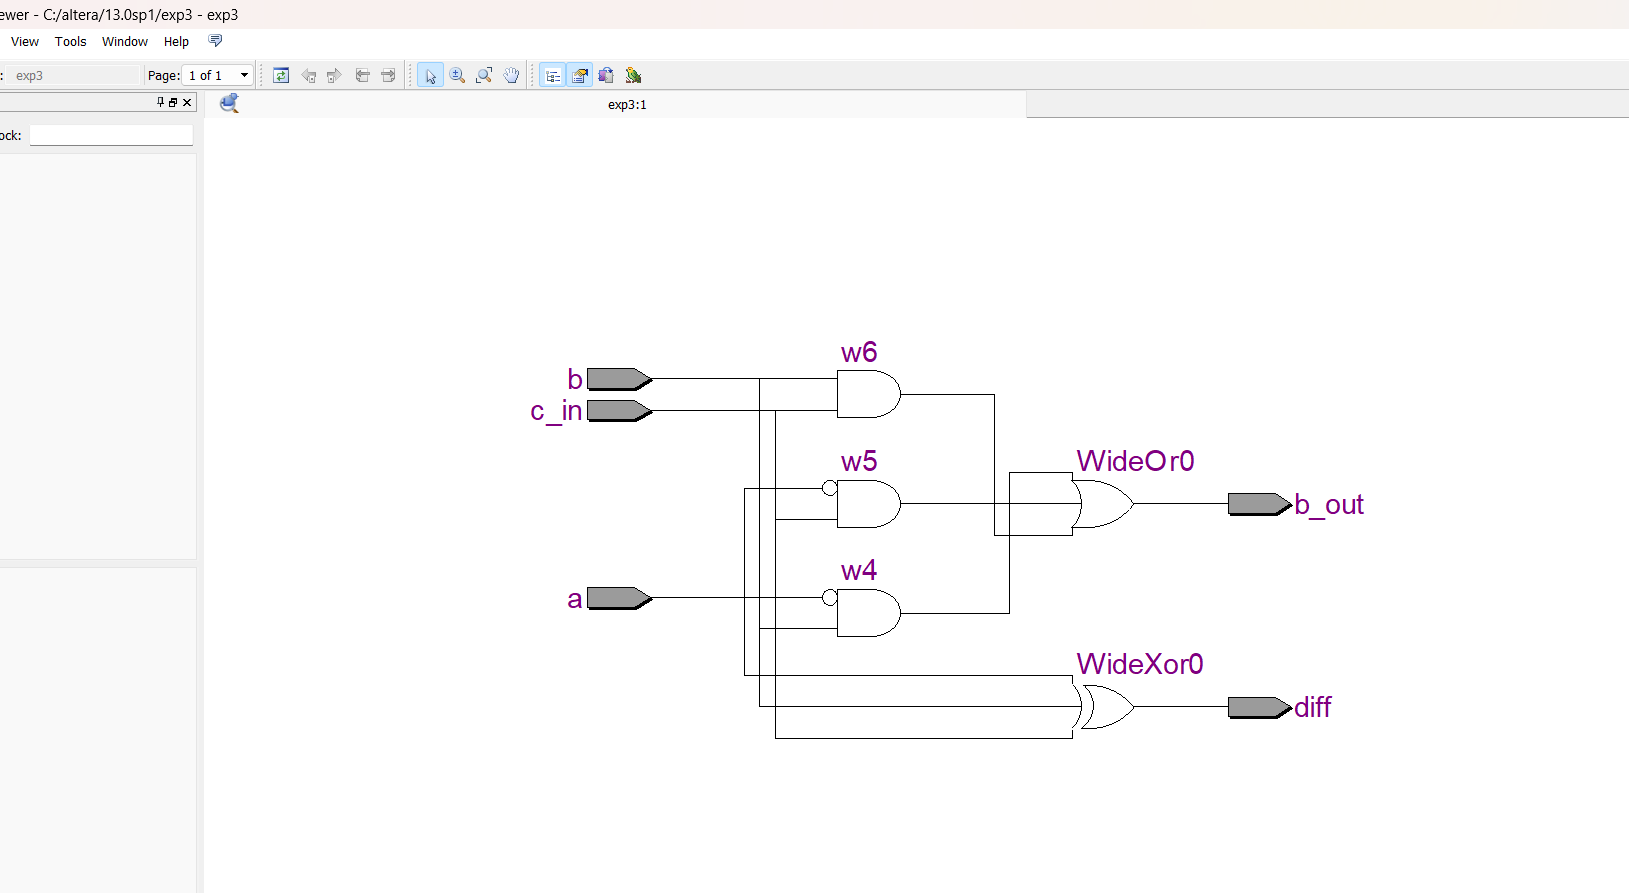 ewer - C:/altera/13.0sp1/exp3 - exp3
View Tools Window Help
: exp3 Page: 1 of 1
exp3:1
ock:
w6
b
c_in
w5
WideOr0
b_out
w4
a
WideXor0
diff